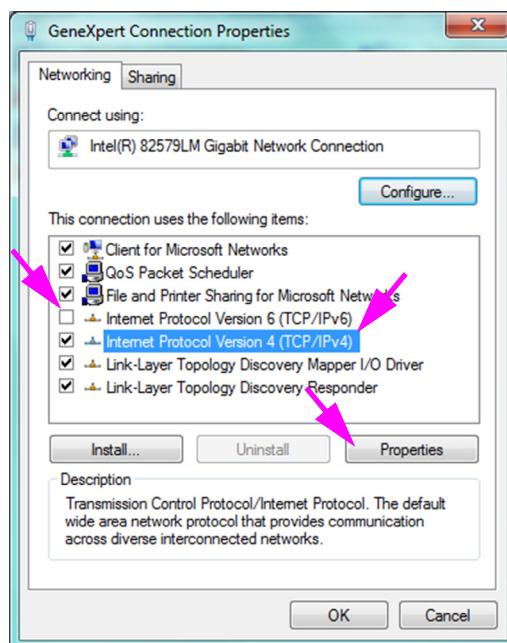 GeneXpert Connection Properties
Networking
Sharing
Connect using:
Intel(R) 82579LM Gigabit Network Connection
Configure...
This connection uses the following items:
Client for Microsoft Networks
QoS Packet Scheduler
File and Printer Sharing for Microsoft Networks
Internet Protocol Version 6 (TCP/IPv6)
Internet Protocol Version 4 (TCP/IPv4)
Link-Layer Topology Discovery Mapper I/O Driver
Link-Layer Topology Discovery Responder
Install...
Uninstall
Properties
Description
Transmission Control Protocol/Internet Protocol. The default
wide area network protocol that provides communication
across diverse interconnected networks.
OK
Cancel